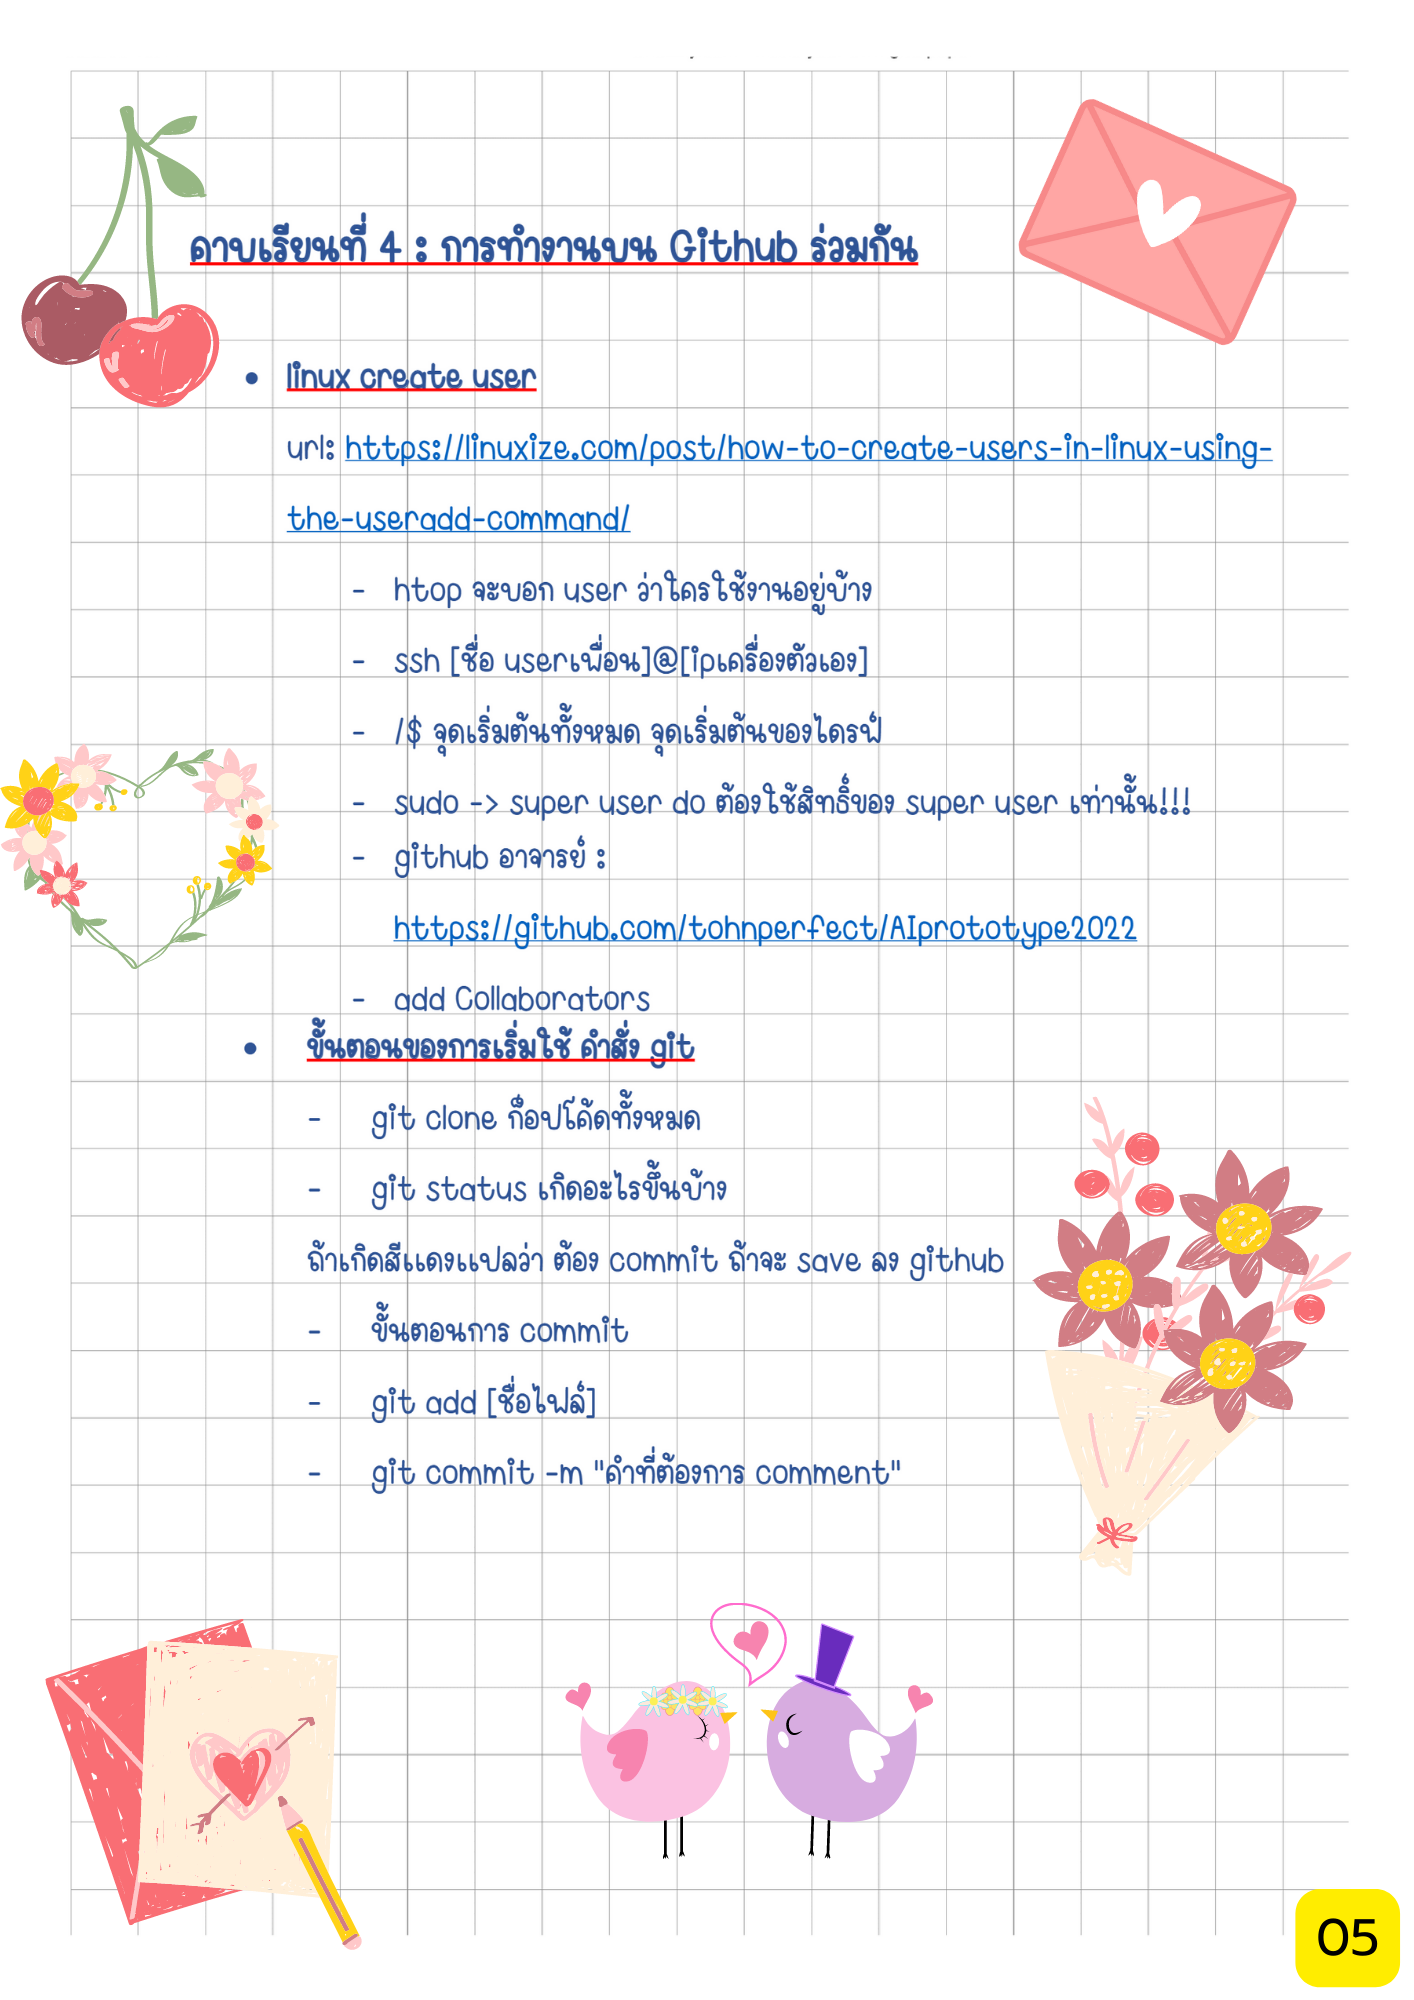 คาบเรียนที่ 4 : การทำงานบน Github ร่วมกัน
• linux create user
url: https://linuxize.com/post/how-to-create-users-in-linux-using-
the-useradd-command/
- htop จะบอก user ว่าใครใช้งานอยู่บ้าง
- ssh [ชื่อ userเพื่อน]@[ipเครื่องตัวเอง]
- /$ จุดเริ่มต้นทั้งหมด จุดเริ่มต้นของไดรฟ์
- sudo -> super user do ต้องใช้สิทธิ์ของ super user เท่านั้น!!!
- github อาจารย์ :
https://github.com/tohnperfect/AIprototype2022
- add Collaborators
• ขั้นตอนของการเริ่มใช้ คำสั่ง git
- git clone ก็อปโค้ดทั้งหมด
- git status เกิดอะไรขึ้นบ้าง
ถ้าเกิดสีแดงแปลว่า ต้อง commit ถ้าจะ save ลง github
- ขั้นตอนการ commit
- git add [ชื่อไฟล์]
- git commit -m "คำที่ต้องการ comment"
05